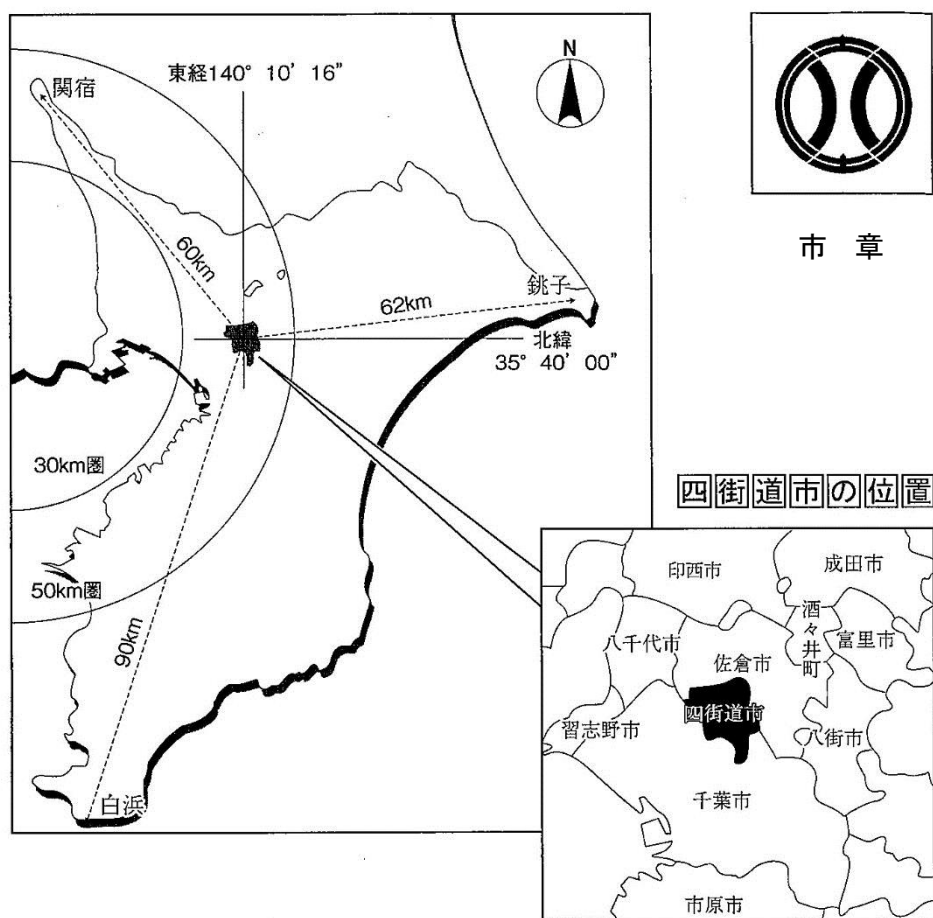 東経140° 10’ 16”
N
関宿
市 章
60km
銚子
62km
北緯
35° 40’ 00”
30km圏
四街道市の位置
50km圏
90km
白浜
印西市
成田市
酒々井町
八千代市
佐倉市
富里市
四街道市
習志野市
八街市
千葉市
市原市